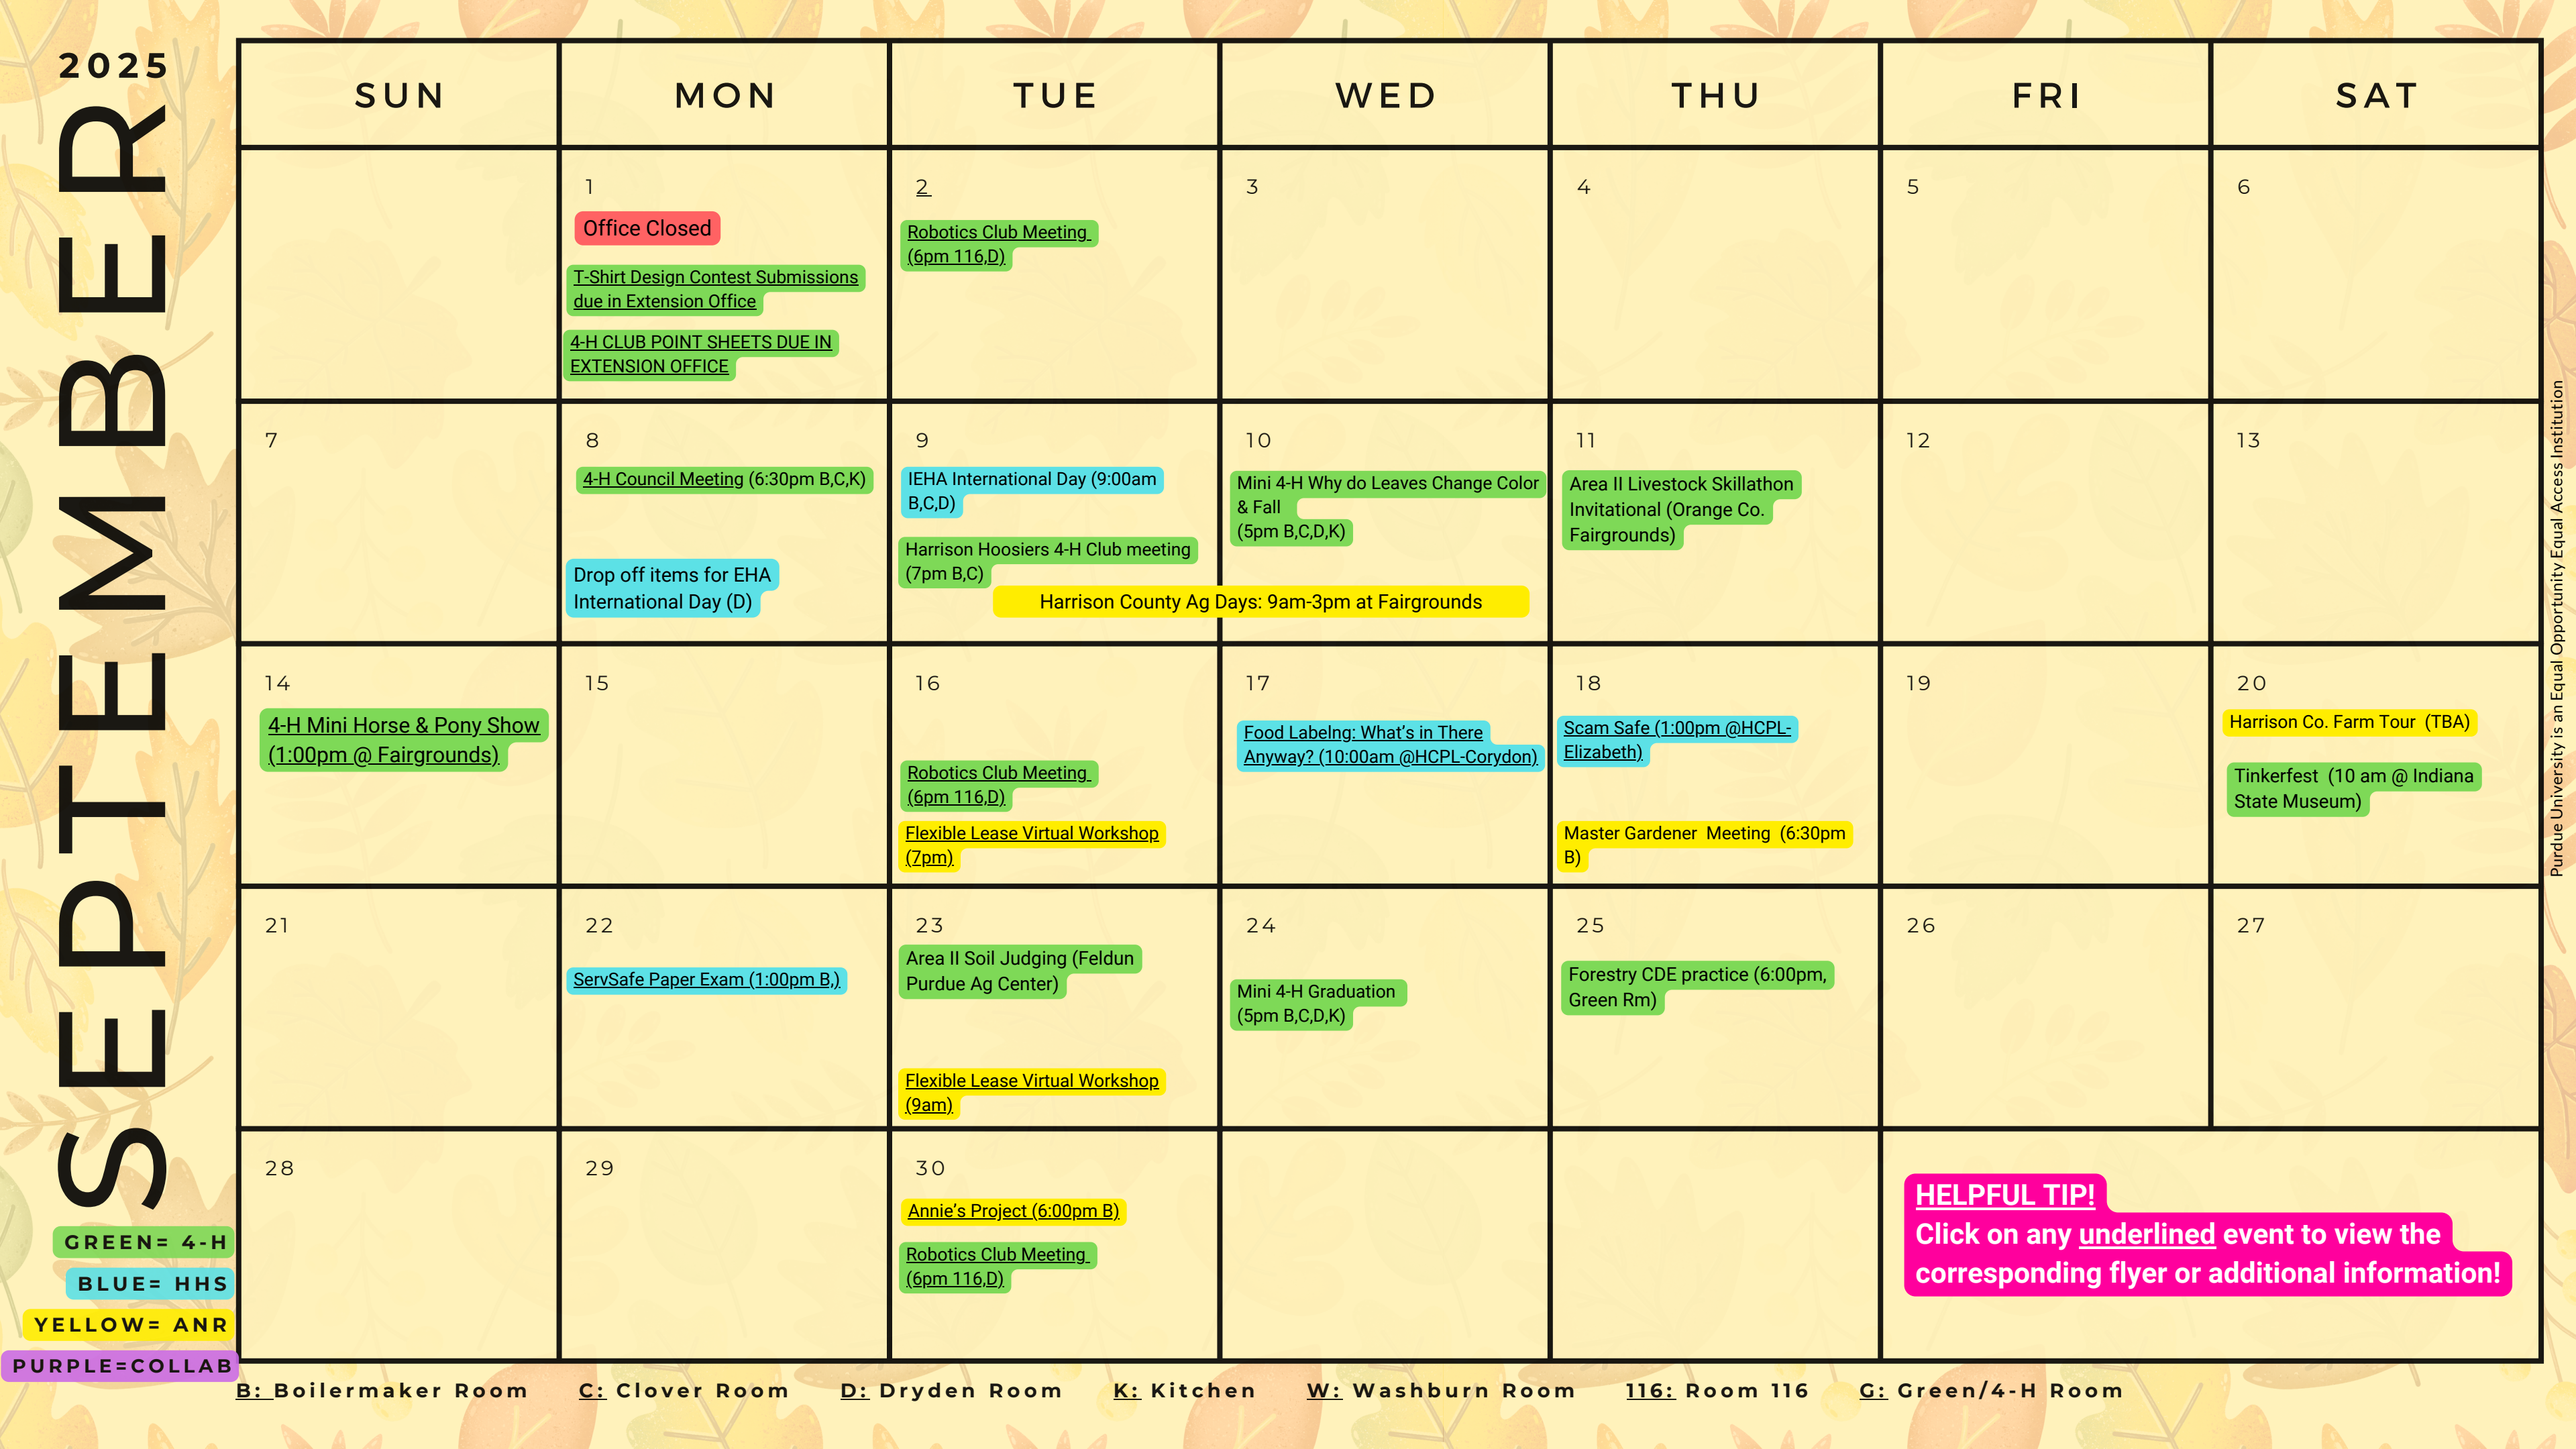 2025
SEPTEMBER
SUN
MON
TUE
WED
THU
FRI
SAT
1
Office Closed
T-Shirt Design Contest Submissions
due in Extension Office
4-H CLUB POINT SHEETS DUE IN
EXTENSION OFFICE
2
Robotics Club Meeting
(6pm 116,D)
3
4
5
6
7
8
4-H Council Meeting (6:30pm B,C,K)
Drop off items for EHA
International Day (D)
9
IEHA International Day (9:00am
B,C,D)
Harrison Hoosiers 4-H Club meeting
(7pm B,C)
Harrison County Ag Days: 9am-3pm at Fairgrounds
10
Mini 4-H Why do Leaves Change Color
& Fall
(5pm B,C,D,K)
11
Area II Livestock Skillathon
Invitational (Orange Co.
Fairgrounds)
12
13
14
4-H Mini Horse & Pony Show
(1:00pm @ Fairgrounds)
15
16
Robotics Club Meeting
(6pm 116,D)
Flexible Lease Virtual Workshop
(7pm)
17
Food Labelng: What's in There
Anyway? (10:00am @HCPL-Corydon)
18
Scam Safe (1:00pm @HCPL-
Elizabeth)
Master Gardener Meeting (6:30pm
B)
19
20
Harrison Co. Farm Tour (TBA)
Tinkerfest (10 am @ Indiana
State Museum)
21
22
ServSafe Paper Exam (1:00pm B,)
23
Area II Soil Judging (Feldun
Purdue Ag Center)
Flexible Lease Virtual Workshop
(9am)
24
Mini 4-H Graduation
(5pm B,C,D,K)
25
Forestry CDE practice (6:00pm,
Green Rm)
26
27
28
29
30
Annie's Project (6:00pm B)
Robotics Club Meeting
(6pm 116,D)
HELPFUL TIP!
Click on any underlined event to view the
corresponding flyer or additional information!
GREEN= 4-H
BLUE= HHS
YELLOW= ANR
PURPLE=COLLAB
B: Boilermaker Room C: Clover Room D: Dryden Room K: Kitchen W: Washburn Room 116: Room 116 G: Green/4-H Room
Purdue University is an Equal Opportunity Equal Access Institution